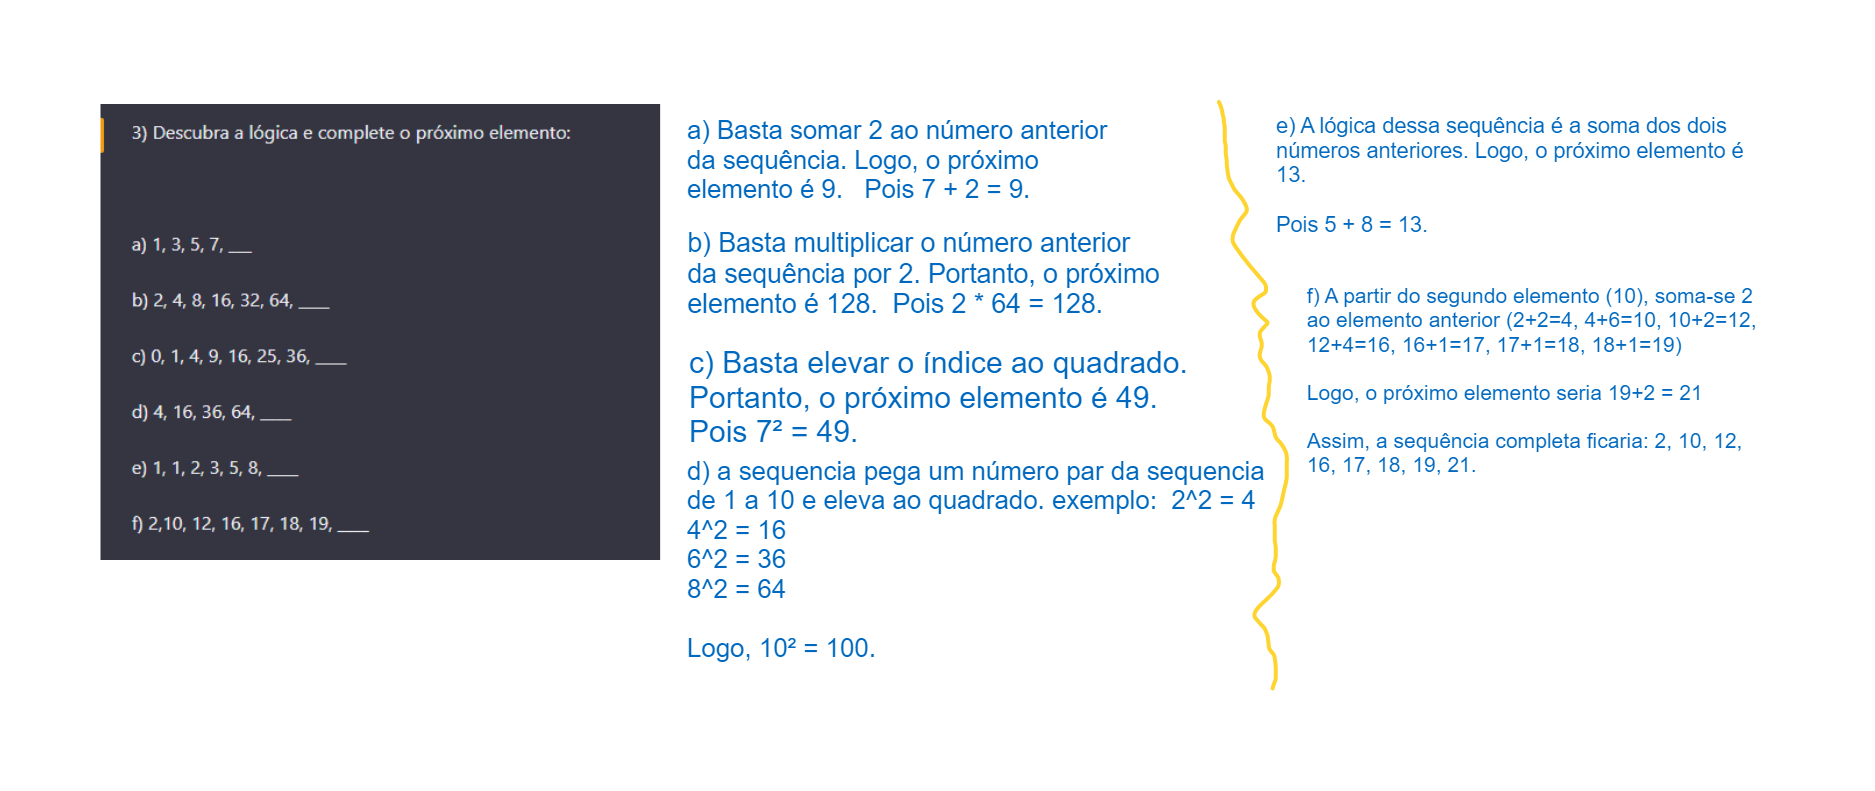 3) Descubra a lógica e complete o próximo elemento:
a) 1, 3, 5, 7, ___
b) 2, 4, 8, 16, 32, 64, ____
c) 0, 1, 4, 9, 16, 25, 36, ____
d) 4, 16, 36, 64, ____
e) 1, 1, 2, 3, 5, 8, ____
f) 2,10, 12, 16, 17, 18, 19, ____
a) Basta somar 2 ao número anterior
da sequência. Logo, o próximo
elemento é 9. Pois 7 + 2 = 9.
b) Basta multiplicar o número anterior
da sequência por 2. Portanto, o próximo
elemento é 128. Pois 2 * 64 = 128.
c) Basta elevar o índice ao quadrado.
Portanto, o próximo elemento é 49.
Pois 7² = 49.
d) a sequencia pega um número par da sequencia
de 1 a 10 e eleva ao quadrado. exemplo: 2^2 = 4
4^2 = 16
6^2 = 36
8^2 = 64
Logo, 10² = 100.
e) A lógica dessa sequência é a soma dos dois
números anteriores. Logo, o próximo elemento é
13.
Pois 5 + 8 = 13.
f) A partir do segundo elemento (10), soma-se 2
ao elemento anterior (2+2=4, 4+6=10, 10+2=12,
12+4=16, 16+1=17, 17+1=18, 18+1=19)
Logo, o próximo elemento seria 19+2 = 21
Assim, a sequência completa ficaria: 2, 10, 12,
16, 17, 18, 19, 21.